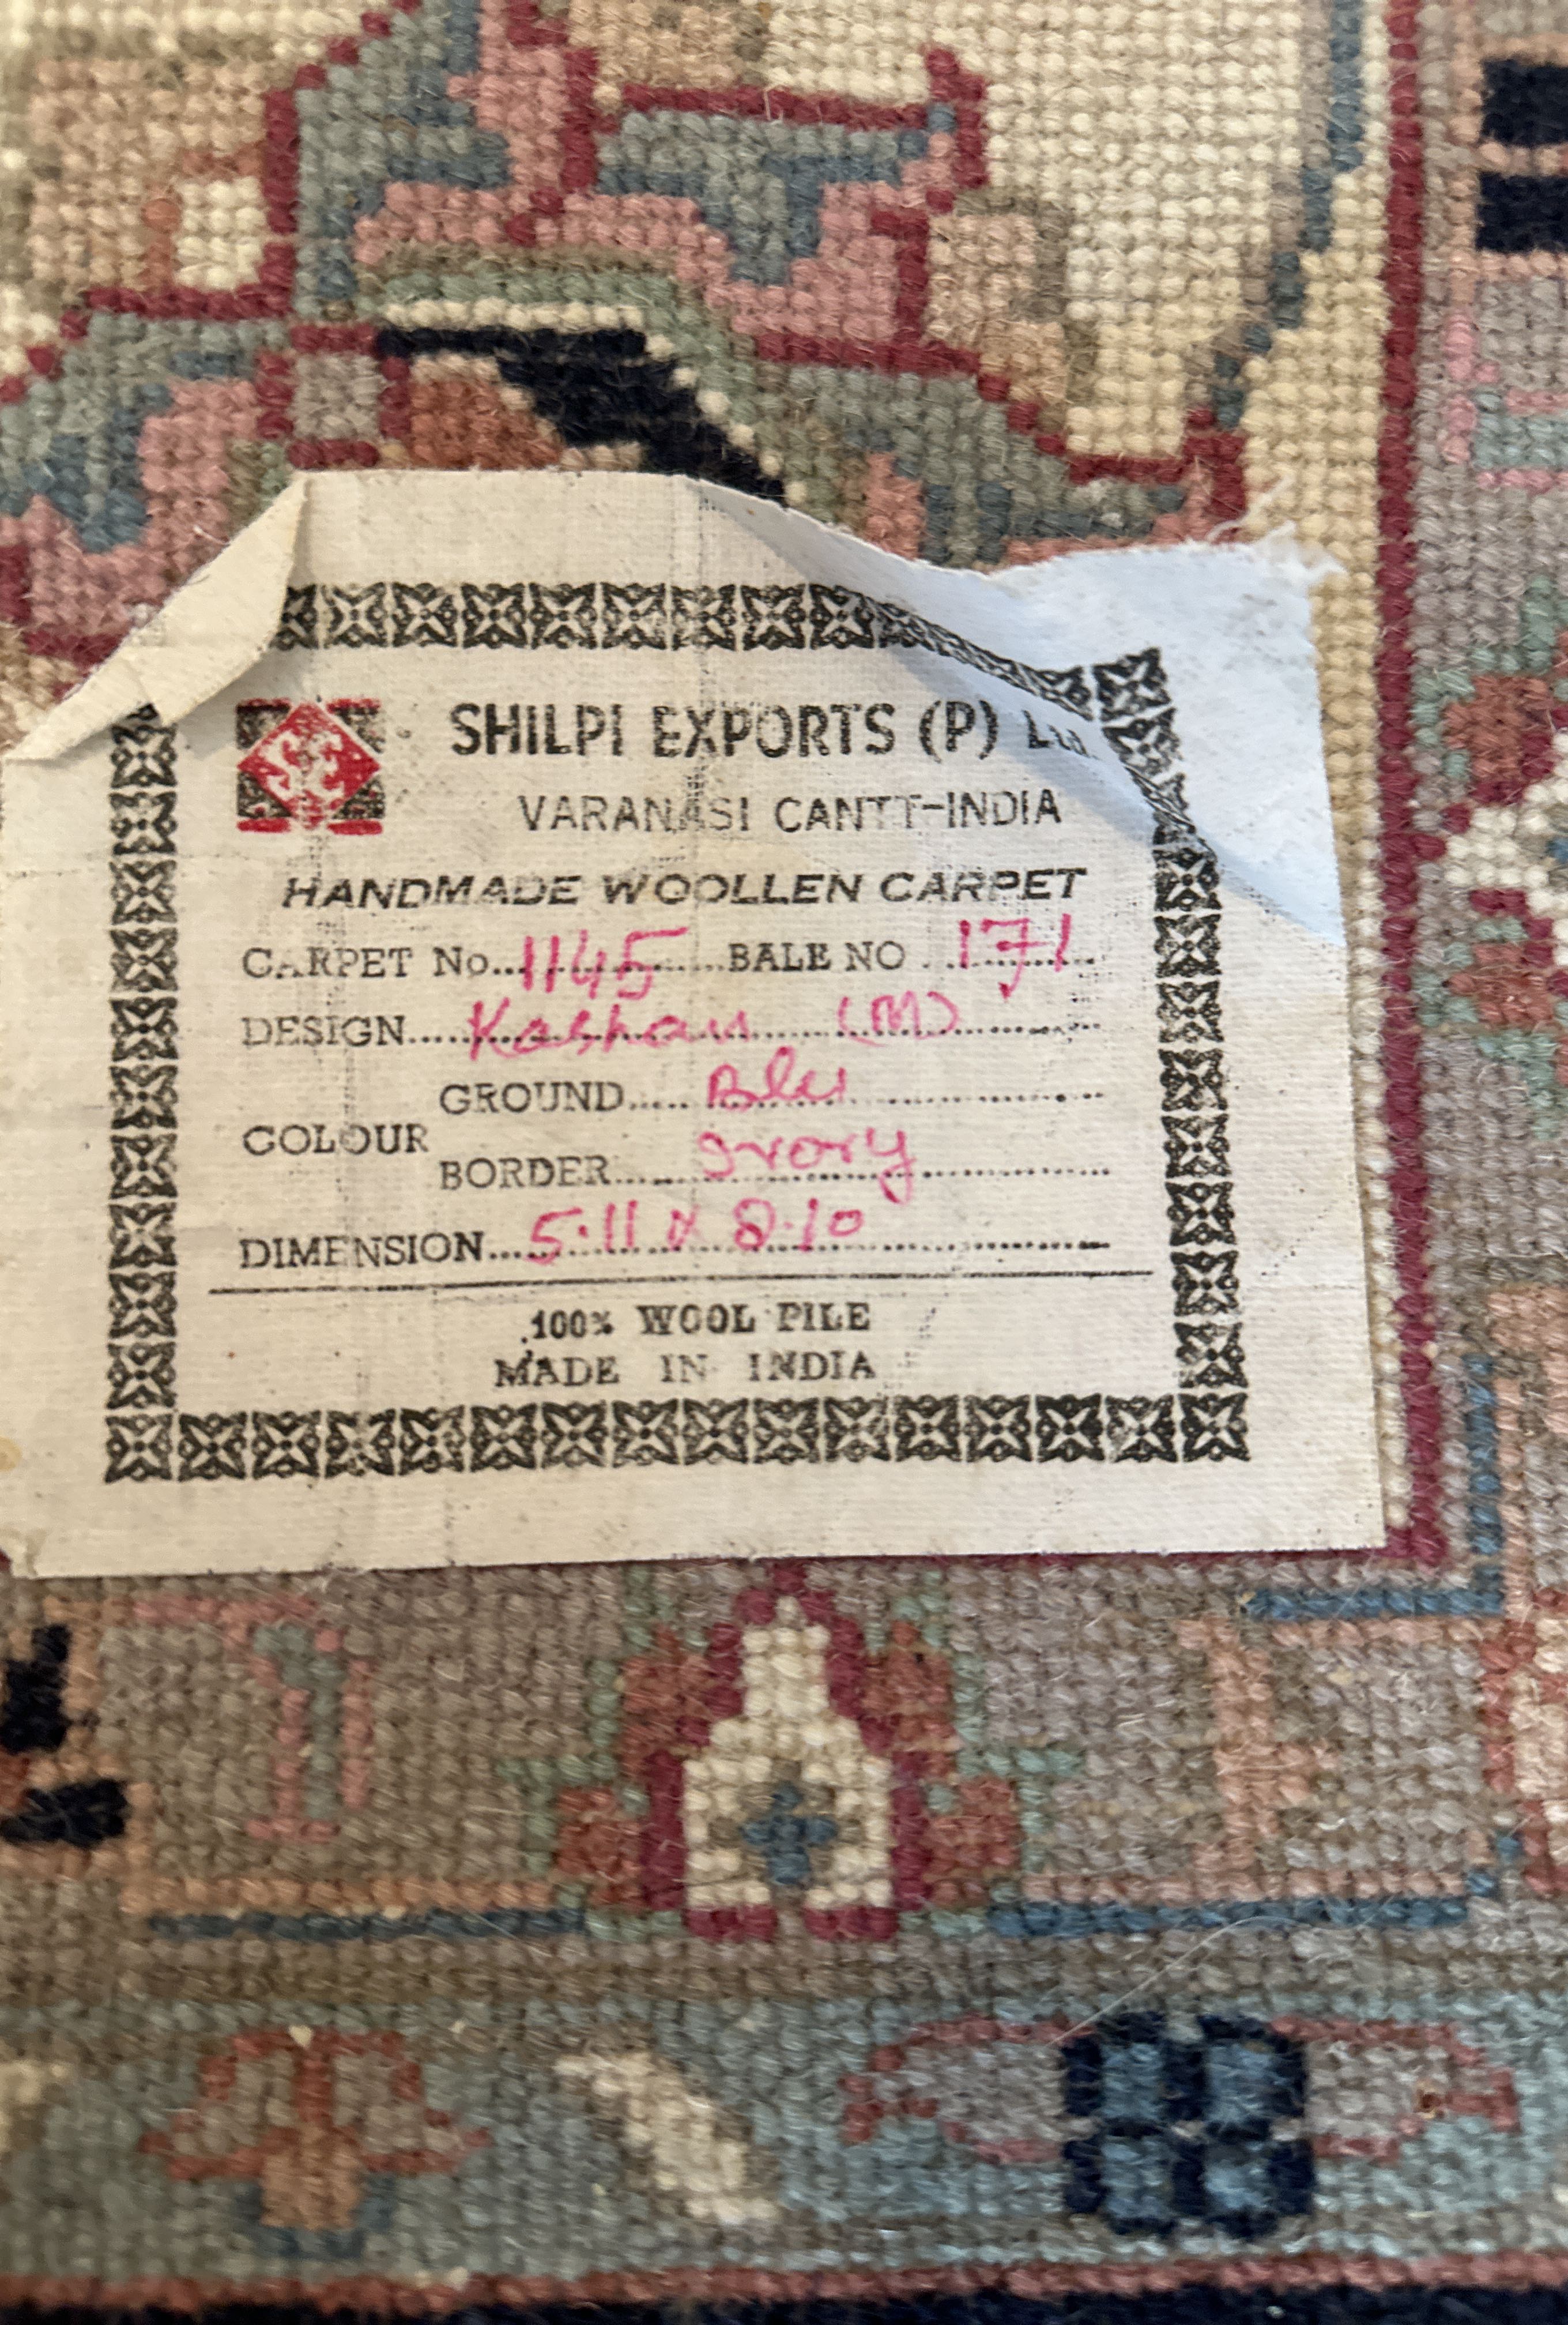 SHILPI EXPORTS (P) Ltd.
VARANASI CANTT-INDIA
HANDMADE WOOLLEN CARPET
CARPET No. 1145 BALE NO 171
DESIGN Kashan (M)
GROUND Blu
COLOUR
BORDER Ivory
DIMENSION 5.11 x 8.10
100% WOOL PILE
MADE IN INDIA